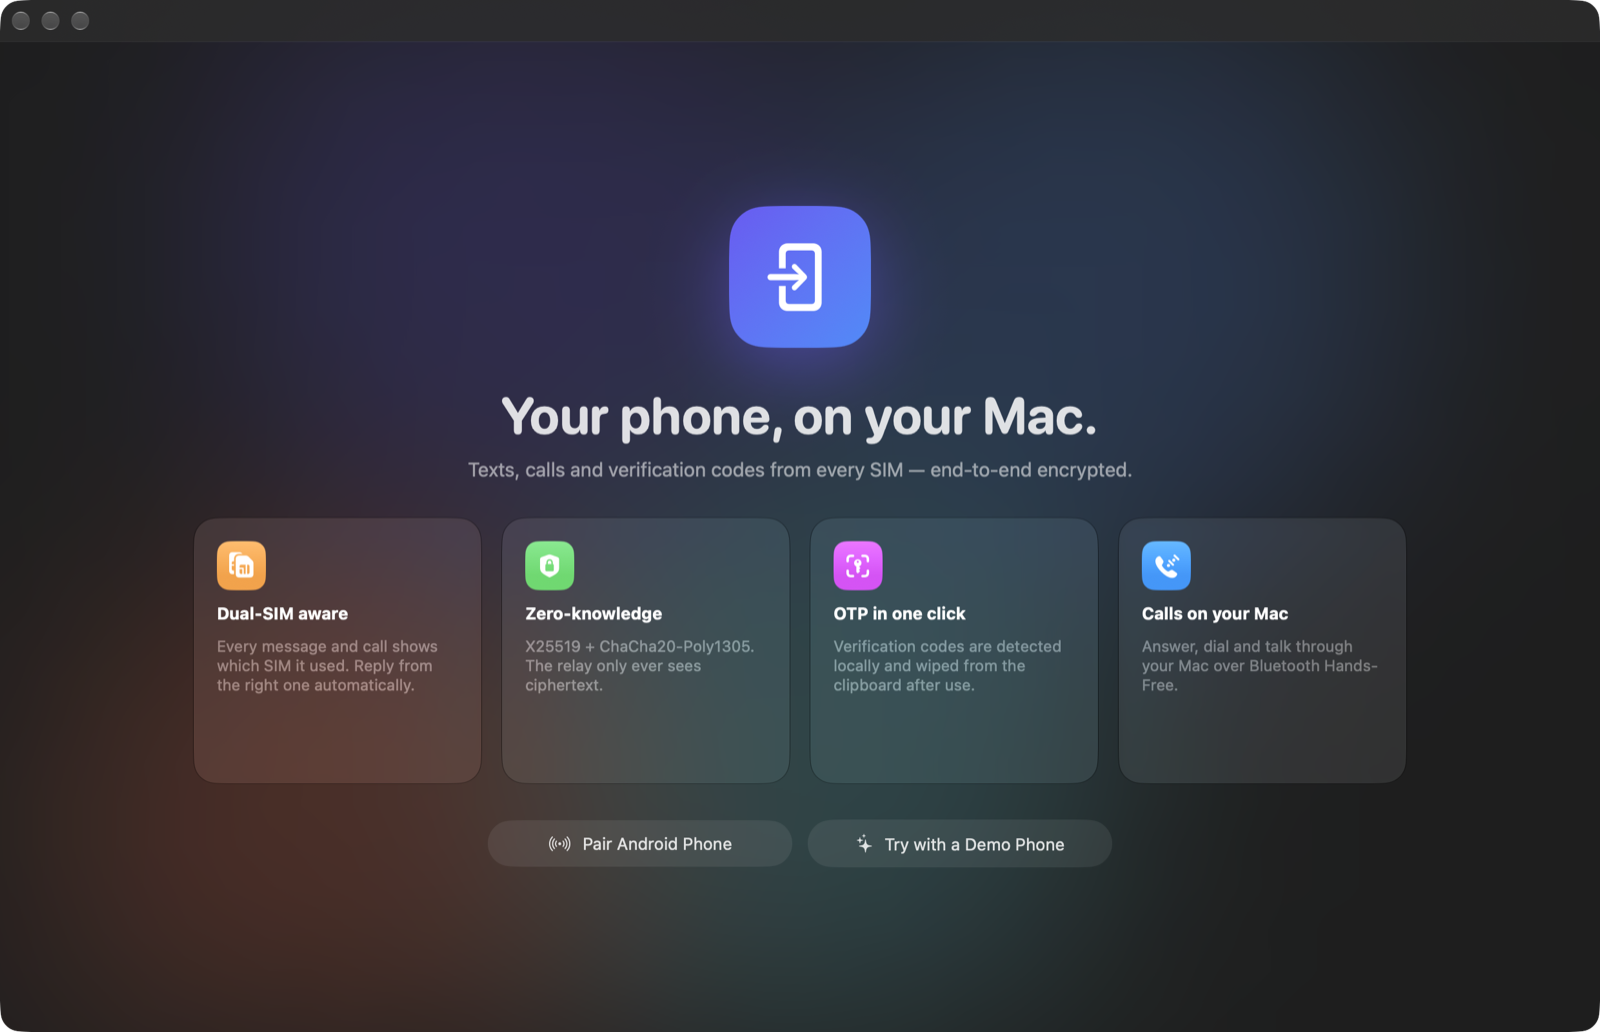 Your phone, on your Mac.
Texts, calls and verification codes from every SIM — end-to-end encrypted.
Dual-SIM aware
Every message and call shows
which SIM it used. Reply from
the right one automatically.
Zero-knowledge
X25519 + ChaCha20-Poly1305.
The relay only ever sees
ciphertext.
OTP in one click
Verification codes are detected
locally and wiped from the
clipboard after use.
Calls on your Mac
Answer, dial and talk through
your Mac over Bluetooth Hands-
Free.
Pair Android Phone
Try with a Demo Phone